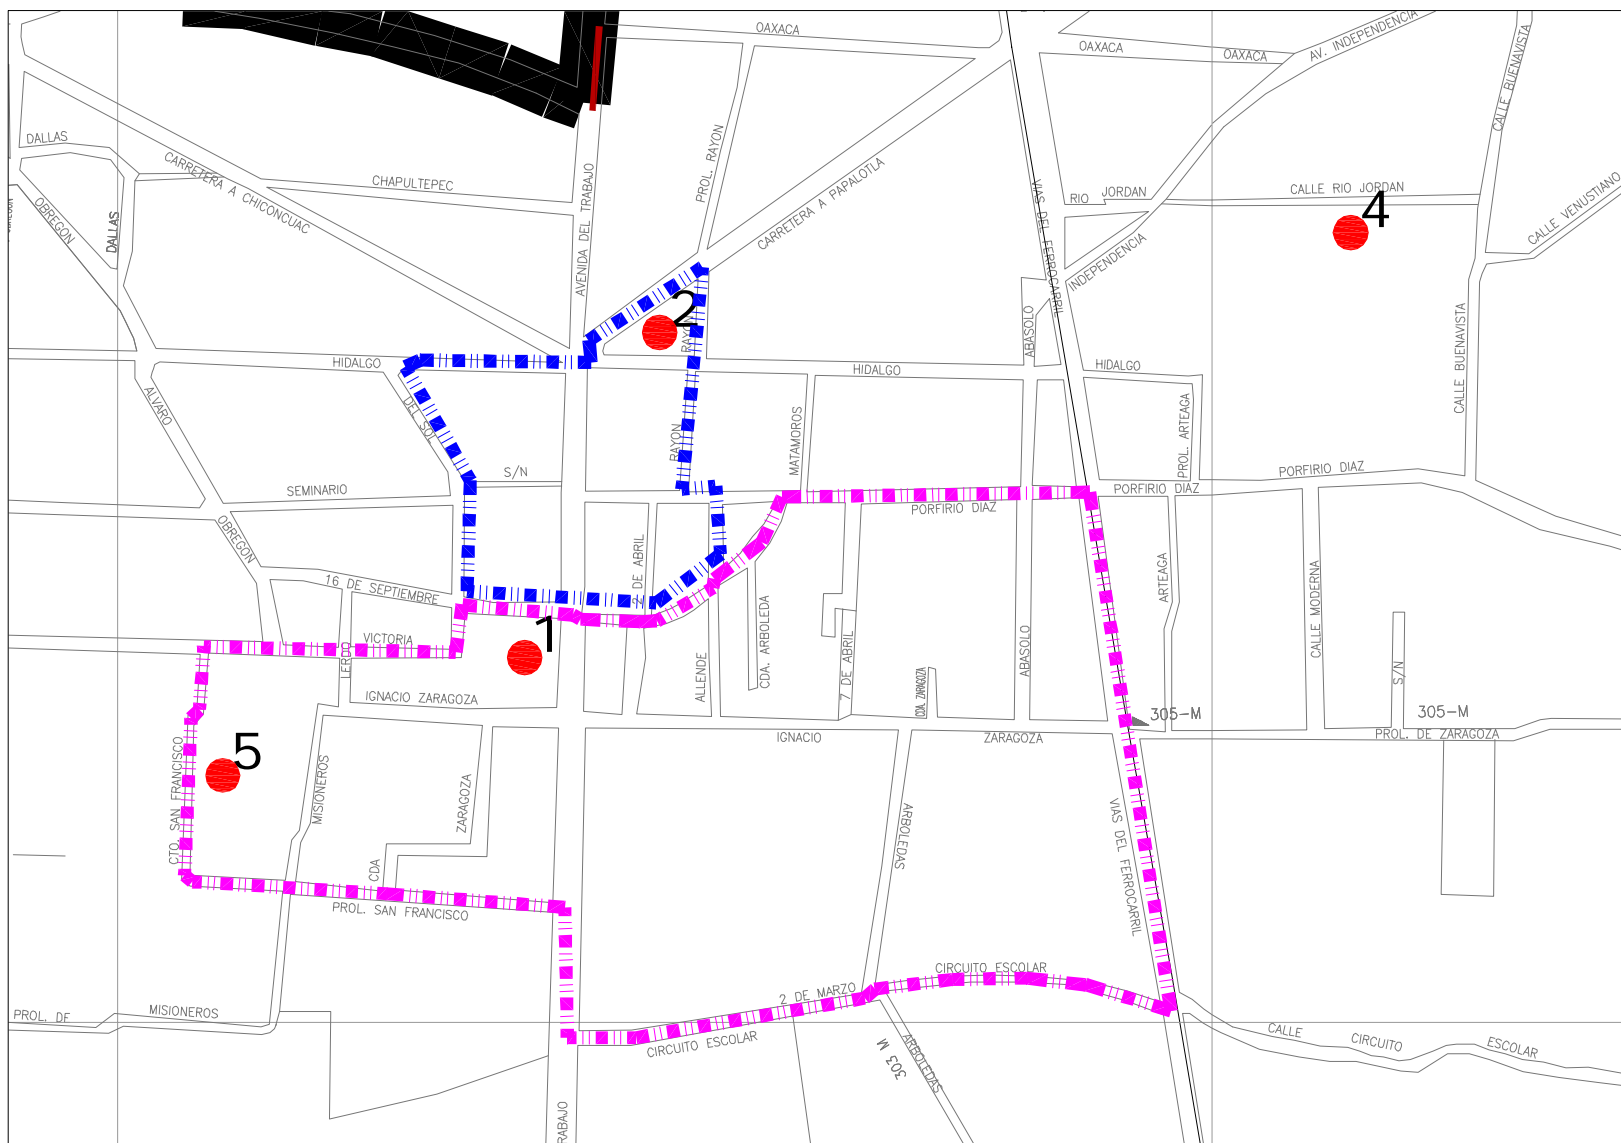 OAXACA
OAXACA
OAXACA
AV. INDEPENDENCIA
CALLE BUENAVISTA
DALLAS
CARRETERA A CHICONCUAC
CHAPULTEPEC
AVENIDA DEL TRABAJO
PROL. RAYON
CARRETERA A PAPALOTLA
VIAS DEL FERROCARRIL
RIO JORDAN
CALLE RIO JORDAN
4
CALLE VENUSTIANO
OBREGON
DALLAS
INDEPENDENCIA
2
RAYON
ABASOLO
CALLE BUENAVISTA
HIDALGO
HIDALGO
HIDALGO
ALVARO
DEL SOL
RAYON
MATAMOROS
PROL. ARTEAGA
S/N
SEMINARIO
PORFIRIO DIAZ
PORFIRIO DIAZ
PORFIRIO DIAZ
OBREGON
2 DE ABRIL
16 DE SEPTIEMBRE
ARTEAGA
CALLE MODERNA
CDA. ARBOLEDA
1
VICTORIA
LERDO
ALLENDE
7 DE ABRIL
CDA. ZARAGOZA
ABASOLO
S/N
IGNACIO ZARAGOZA
305-M
305-M
IGNACIO
ZARAGOZA
PROL. DE ZARAGOZA
5
CTO. SAN FRANCISCO
MISIONEROS
ZARAGOZA
CDA
ARBOLEDAS
VIAS DEL FERROCARRIL
PROL. SAN FRANCISCO
CIRCUITO ESCOLAR
2 DE MARZO
PROL. DE
MISIONEROS
CIRCUITO ESCOLAR
303 M
ARBOLEDAS
CALLE
CIRCUITO
ESCOLAR
RABAJO